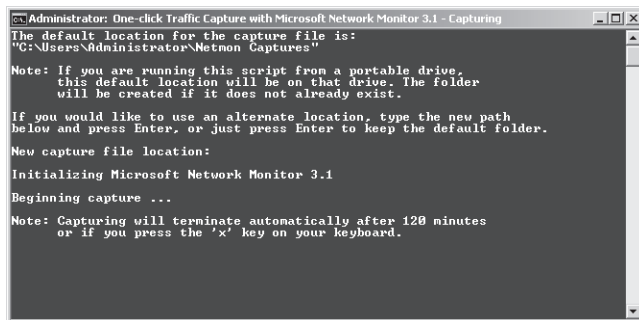 Administrator: One-click Traffic Capture with Microsoft Network Monitor 3.1 - Capturing
The default location for the capture file is:
"C:\Users\Administrator\Netmon Captures"
Note: If you are running this script from a portable drive,
this default location will be on that drive. The folder
will be created if it does not already exist.
If you would like to use an alternate location, type the new path
below and press Enter, or just press Enter to keep the default folder.
New capture file location:
Initializing Microsoft Network Monitor 3.1
Beginning capture ...
Note: Capturing will terminate automatically after 120 minutes
or if you press the 'x' key on your keyboard.